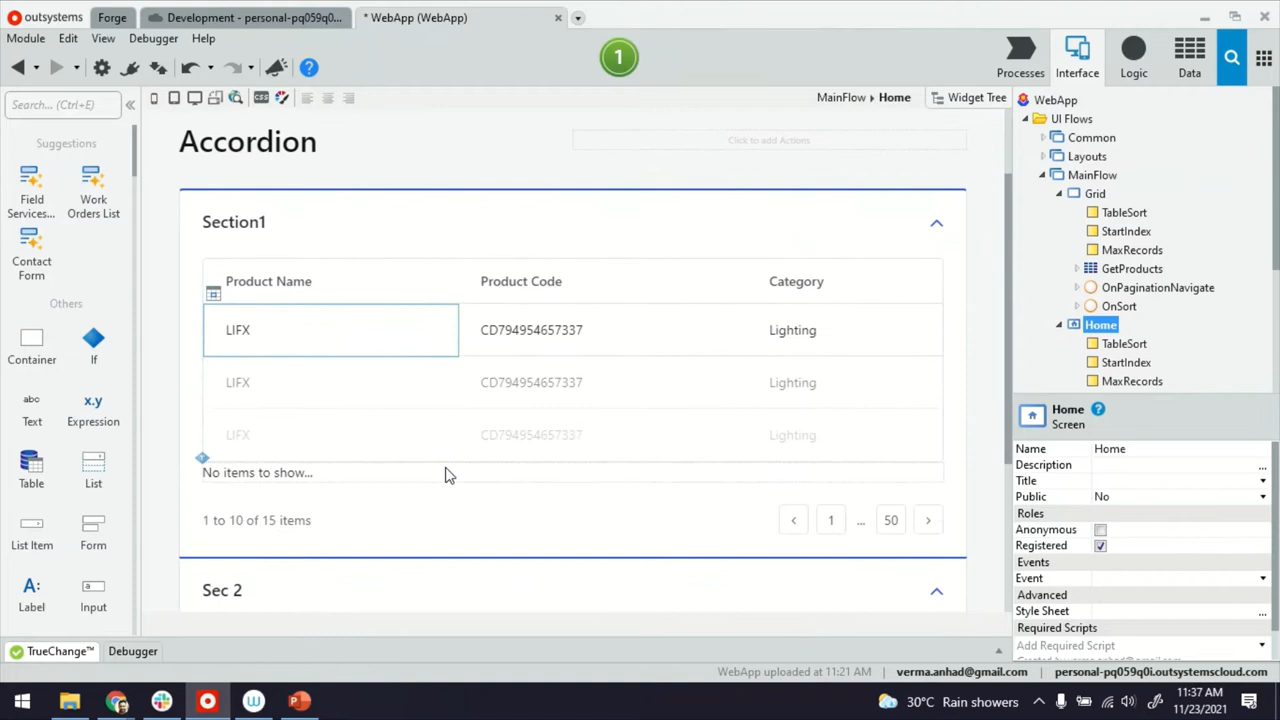 outsystems
Forge
Development - personal-pq059q0...
* WebApp (WebApp)
Module
Edit
View
Debugger
Help
1
Processes
Interface
Logic
Data
Search... (Ctrl+E)
MainFlow
Home
Widget Tree
Suggestions
Field Services...
Work Orders List
Contact Form
Others
Container
If
Text
Expression
Table
List
List Item
Form
Label
Input
abc
x.y
A:
Accordion
Click to add Actions
Section1
Product Name
Product Code
Category
LIFX
CD794954657337
Lighting
LIFX
CD794954657337
Lighting
LIFX
CD794954657337
Lighting
No items to show...
1 to 10 of 15 items
1
...
50
Sec 2
WebApp
UI Flows
Common
Layouts
MainFlow
Grid
TableSort
StartIndex
MaxRecords
GetProducts
OnPaginationNavigate
OnSort
Home
TableSort
StartIndex
MaxRecords
Home
Screen
Name Home
Description ...
Title
Public No
Roles
Anonymous
Registered
Events
Event
Advanced
Style Sheet ...
Required Scripts
Add Required Script
TrueChange™
Debugger
WebApp uploaded at 11:21 AM
verma.anhad@gmail.com
personal-pq059q0i.outsystemscloud.com
30°C Rain showers
11:37 AM
11/23/2021